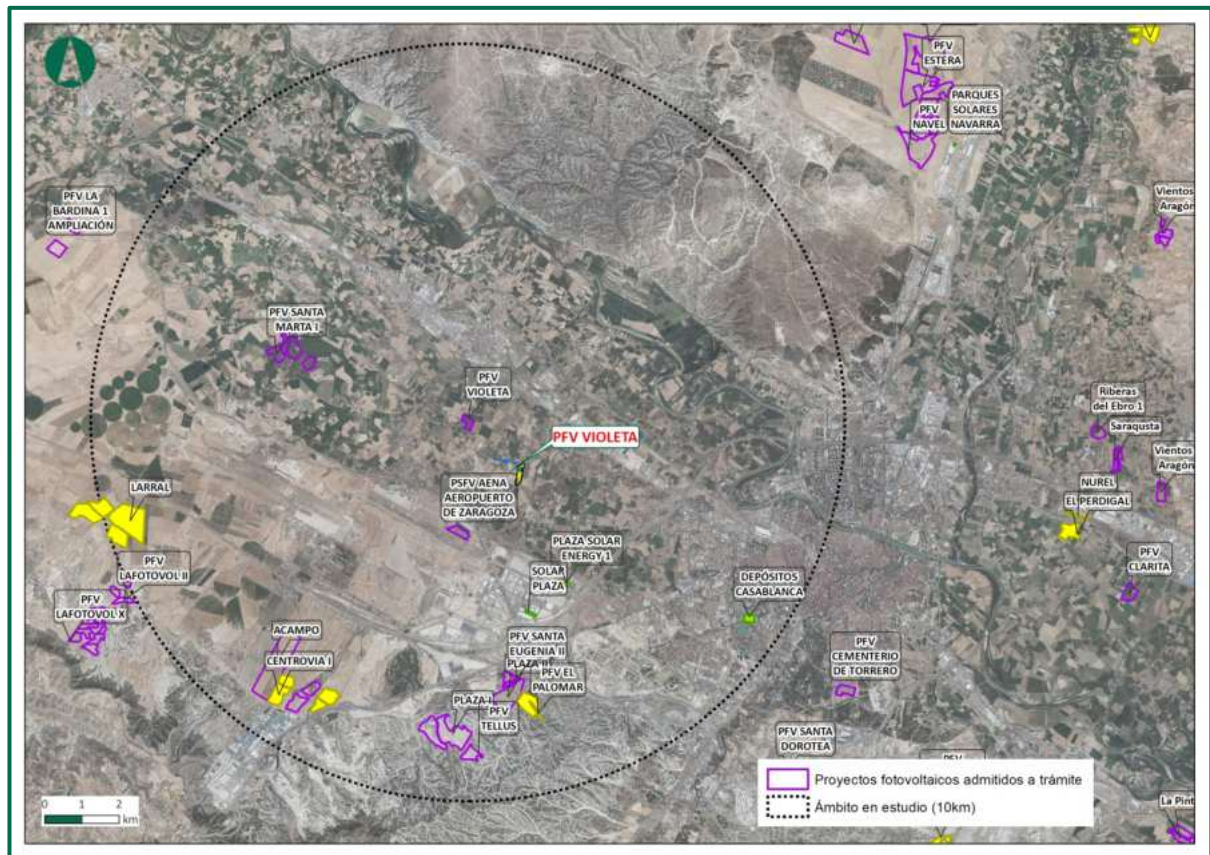 PFV
ESTERA
PFV
NAVEL
PARQUES
SOLARES
NAVARRA
PFV LA
BARDINA 1
AMPLIACIÓN
Vientos
Aragón
PFV SANTA
MARTA I
PFV
VIOLETA
PFV VIOLETA
Riberas
del Ebro 1
Saraqusta
Vientos
Aragón
NUREL
EL PERDIGAL
LARRAL
PSFV AENA
AEROPUERTO
DE ZARAGOZA
PLAZA SOLAR
ENERGY 1
SOLAR
PLAZA
DEPÓSITOS
CASABLANCA
PFV
CLARITA
PFV
LAFOTOVOL II
PFV
LAFOTOVOL X
ACAMPO
CENTROVIA I
PFV SANTA
EUGENIA II
PLAZA II
PFV EL
PALOMAR
PLAZA I
PFV
TELLUS
PFV
CEMENTERIO
DE TORRERO
PFV SANTA
DOROTEA
La Pint
Proyectos fotovoltaicos admitidos a trámite
Ámbito en estudio (10km)
0 1 2
km